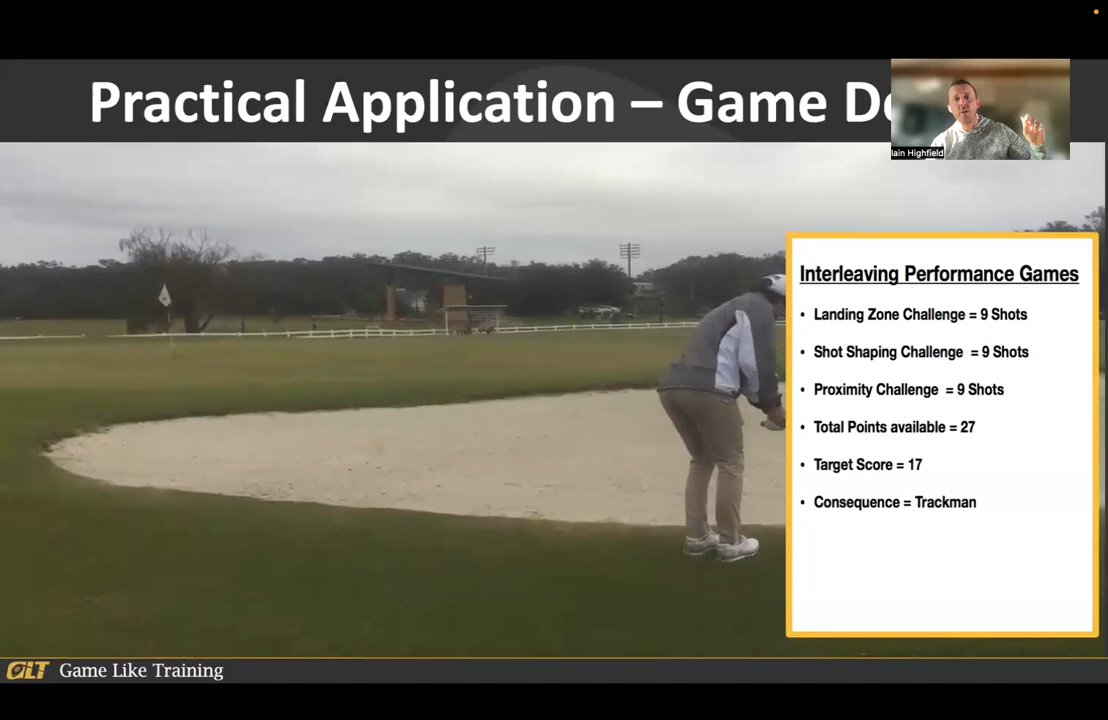 Practical Application – Game De
Iain Highfield
Interleaving Performance Games
• Landing Zone Challenge = 9 Shots
• Shot Shaping Challenge = 9 Shots
• Proximity Challenge = 9 Shots
• Total Points available = 27
• Target Score = 17
• Consequence = Trackman
GLT Game Like Training